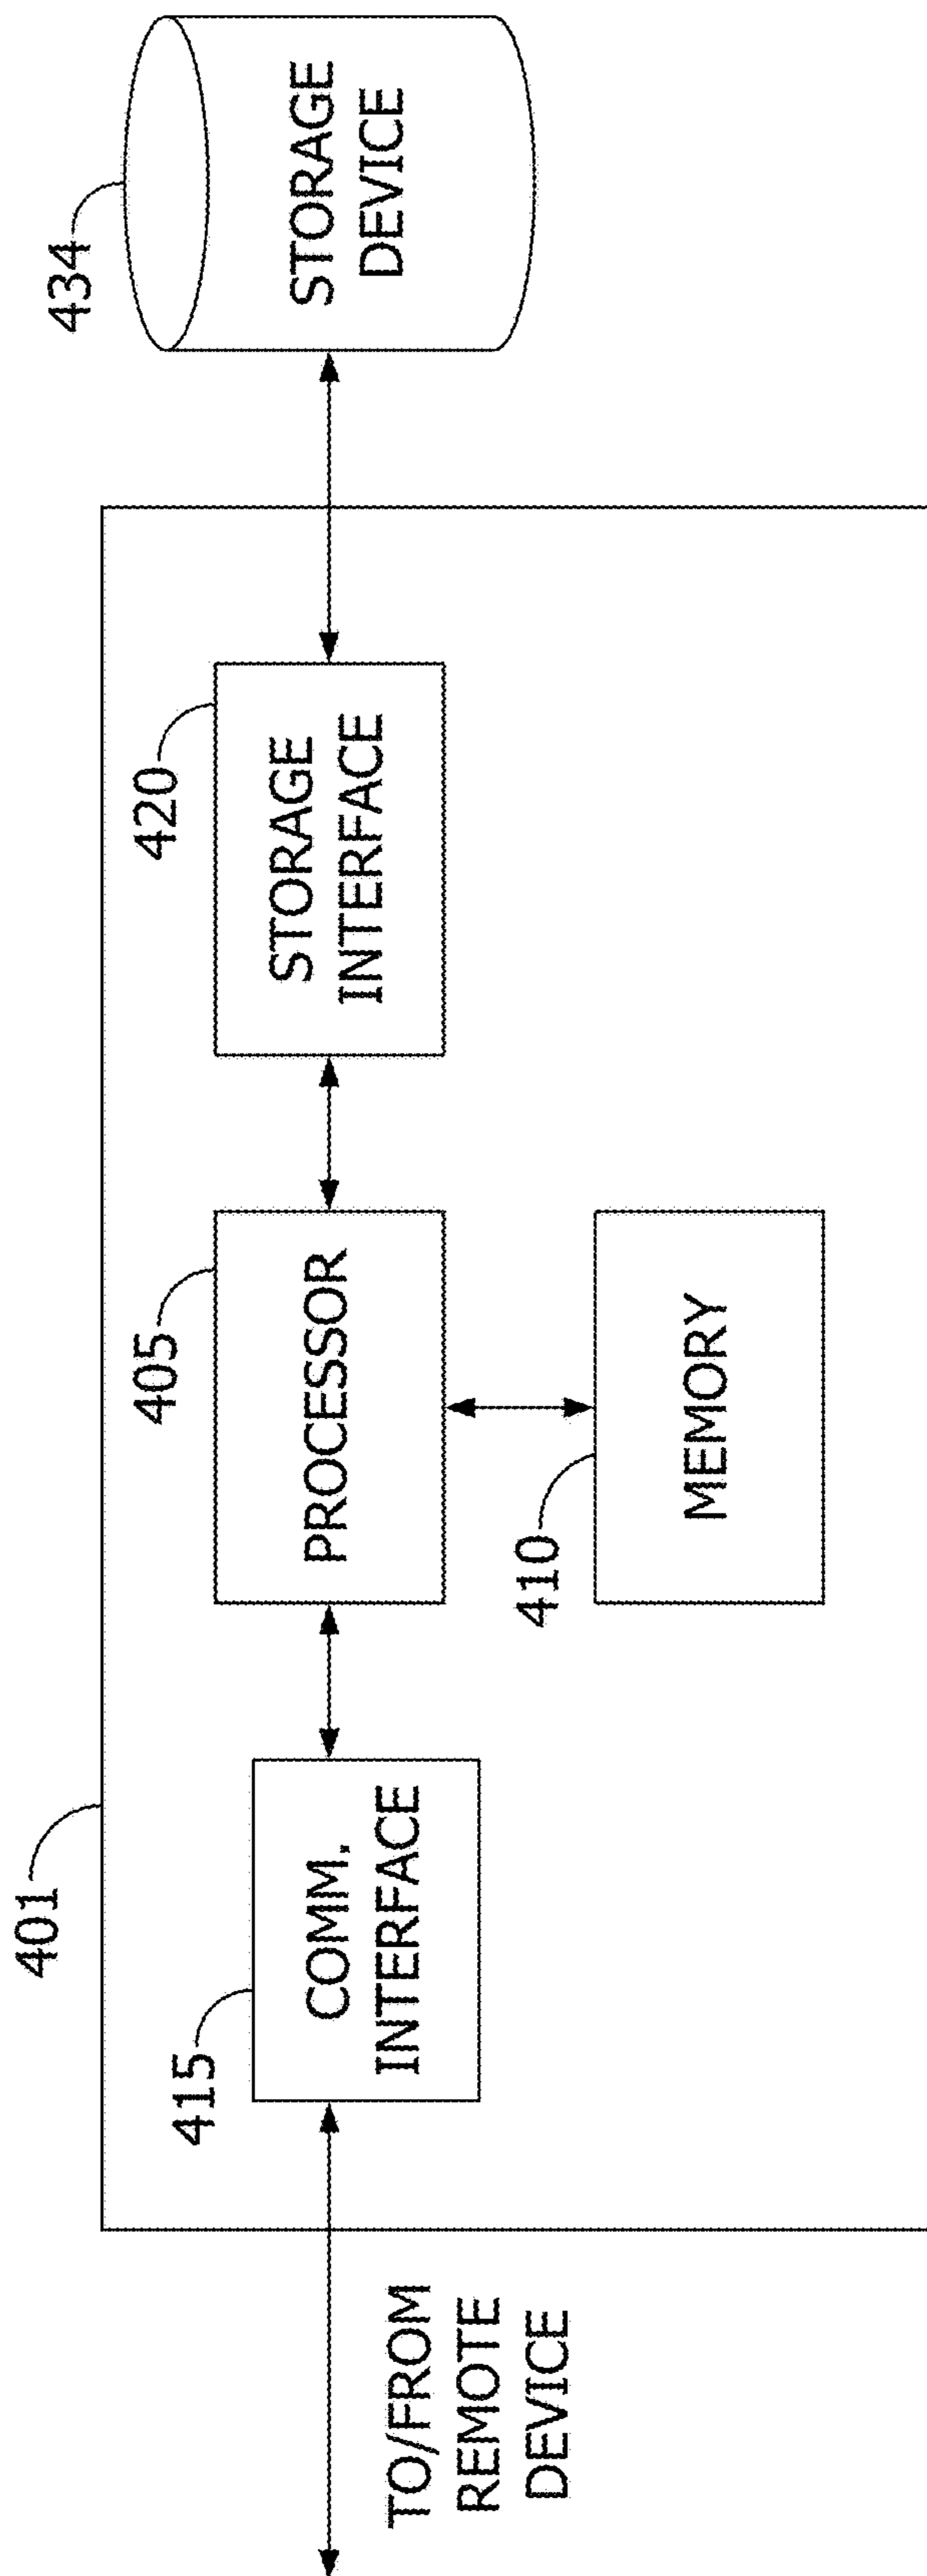 401
415
COMM.
INTERFACE
405
PROCESSOR
410
MEMORY
420
STORAGE
INTERFACE
434
STORAGE
DEVICE
TO/FROM
REMOTE
DEVICE